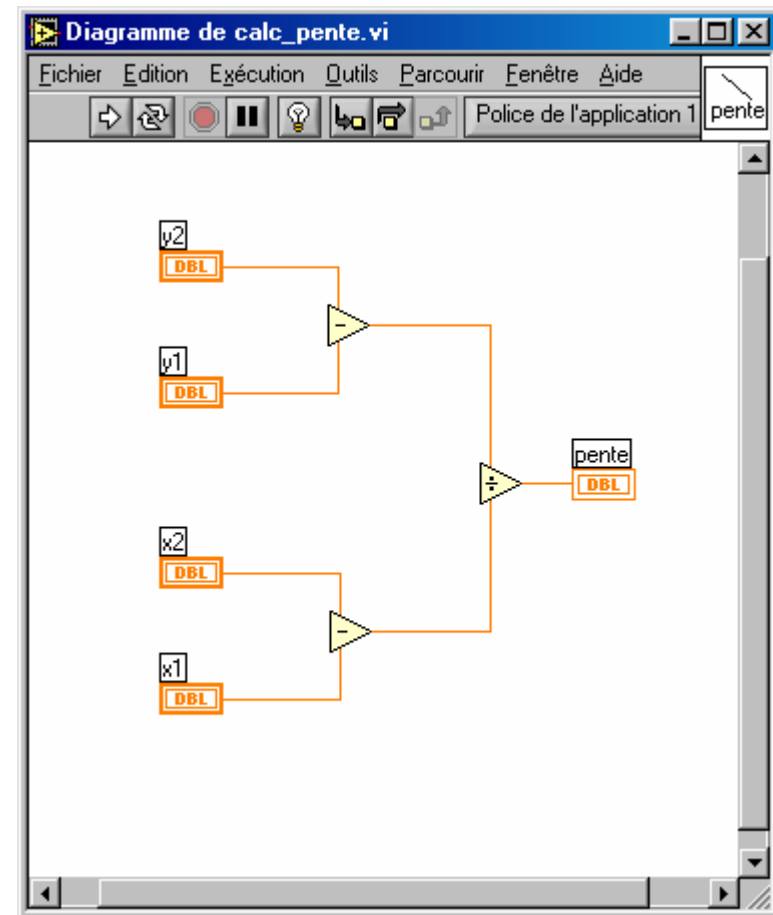 Diagramme de calc_pente.vi
Fichier Edition Exécution Outils Parcourir Fenêtre Aide
Police de l'application 1
pente
y2
DBL
-
y1
DBL
pente
÷
DBL
x2
DBL
-
x1
DBL